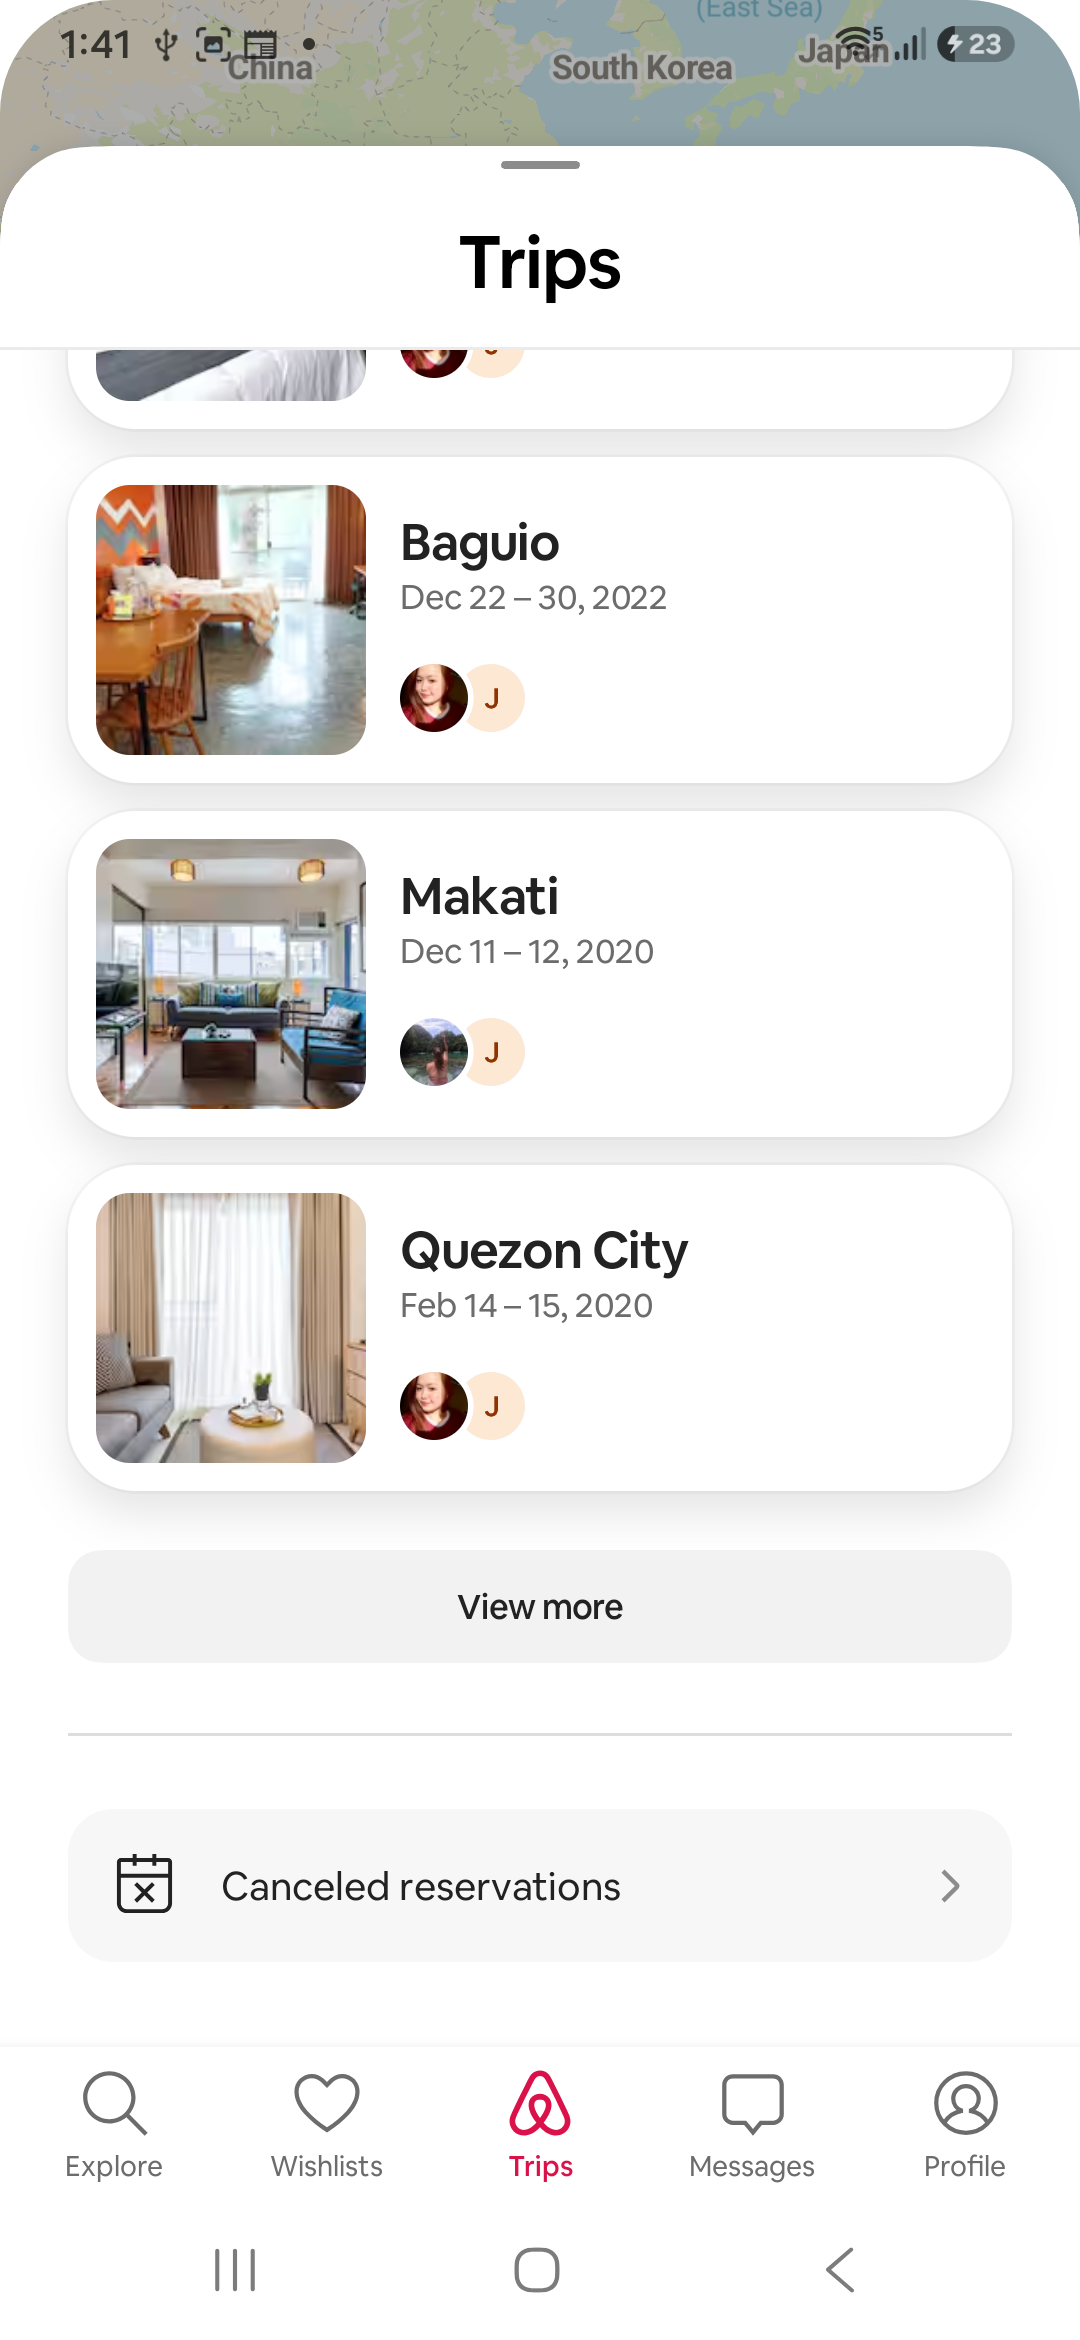 (East Sea)
1:41
5
23
China
South Korea
Japan
Trips
J
Baguio
Dec 22 – 30, 2022
J
Makati
Dec 11 – 12, 2020
J
Quezon City
Feb 14 – 15, 2020
J
View more
Canceled reservations
Explore
Wishlists
Trips
Messages
Profile